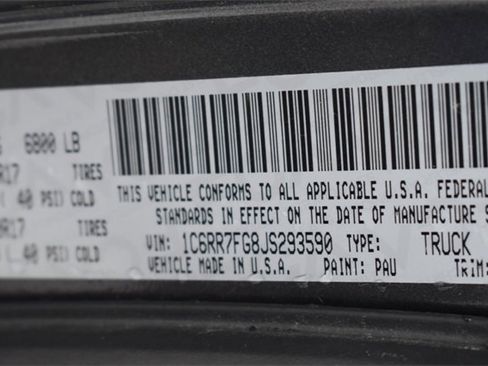 6800 LB
R17 TIRES
( 40 PSI) COLD
R17 TIRES
( 40 PSI) COLD
THIS VEHICLE CONFORMS TO ALL APPLICABLE U.S.A. FEDERAL
STANDARDS IN EFFECT ON THE DATE OF MANUFACTURE S
VIN: 1C6RR7FG8JS293590 TYPE: TRUCK
VEHICLE MADE IN U.S.A. PAINT: PAU TRIM: